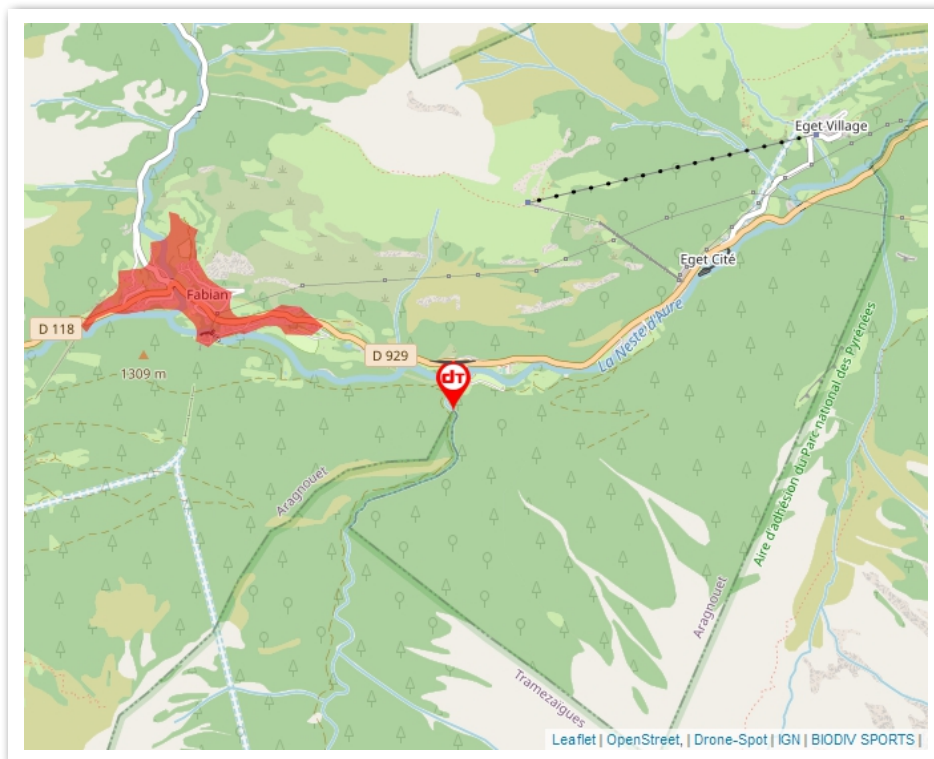 Eget Village
Eget Cité
Fabian
D 118
La Neste d'Aure
D 929
1309 m
dT
Aire d'adhésion du Parc national des Pyrénées
Aragnouet
Aragnouet
Tramezaïgues
Leaflet | OpenStreet, | Drone-Spot | IGN | BIODIV SPORTS |